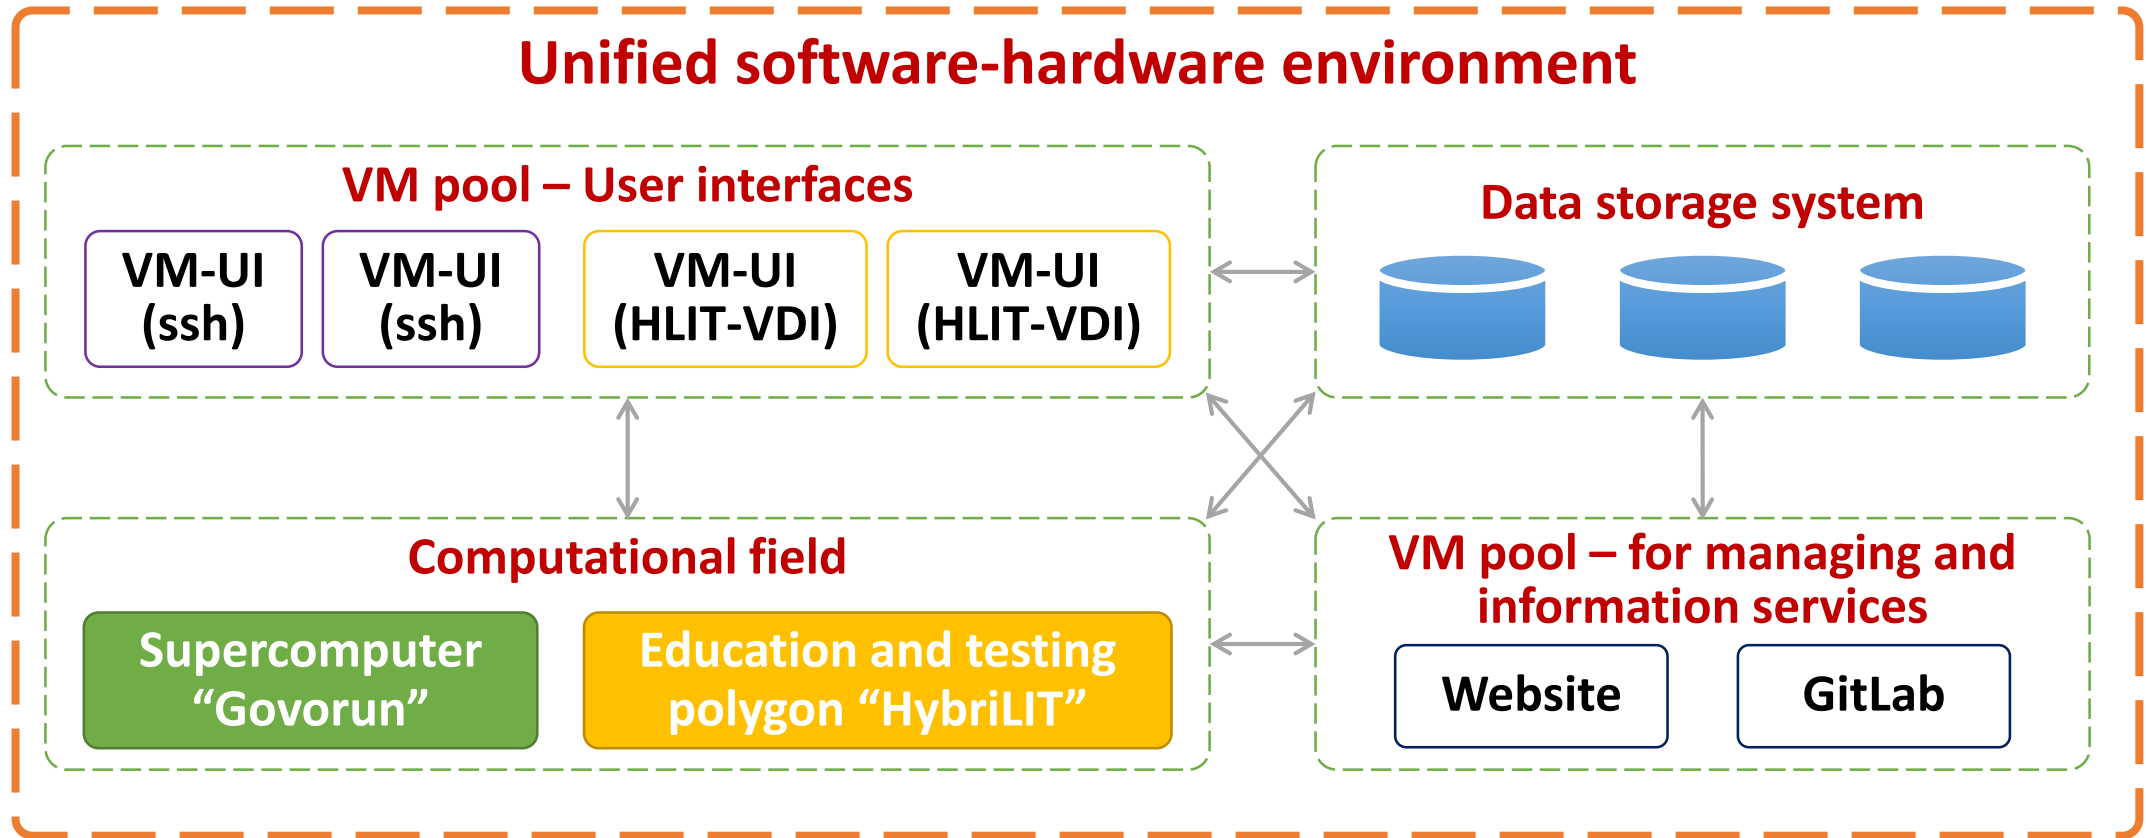 Unified software-hardware environment
VM pool – User interfaces
VM-UI
(ssh)
VM-UI
(ssh)
VM-UI
(HLIT-VDI)
VM-UI
(HLIT-VDI)
Data storage system
Computational field
Supercomputer
“Govorun”
Education and testing
polygon “HybriLIT”
VM pool – for managing and
information services
Website
GitLab